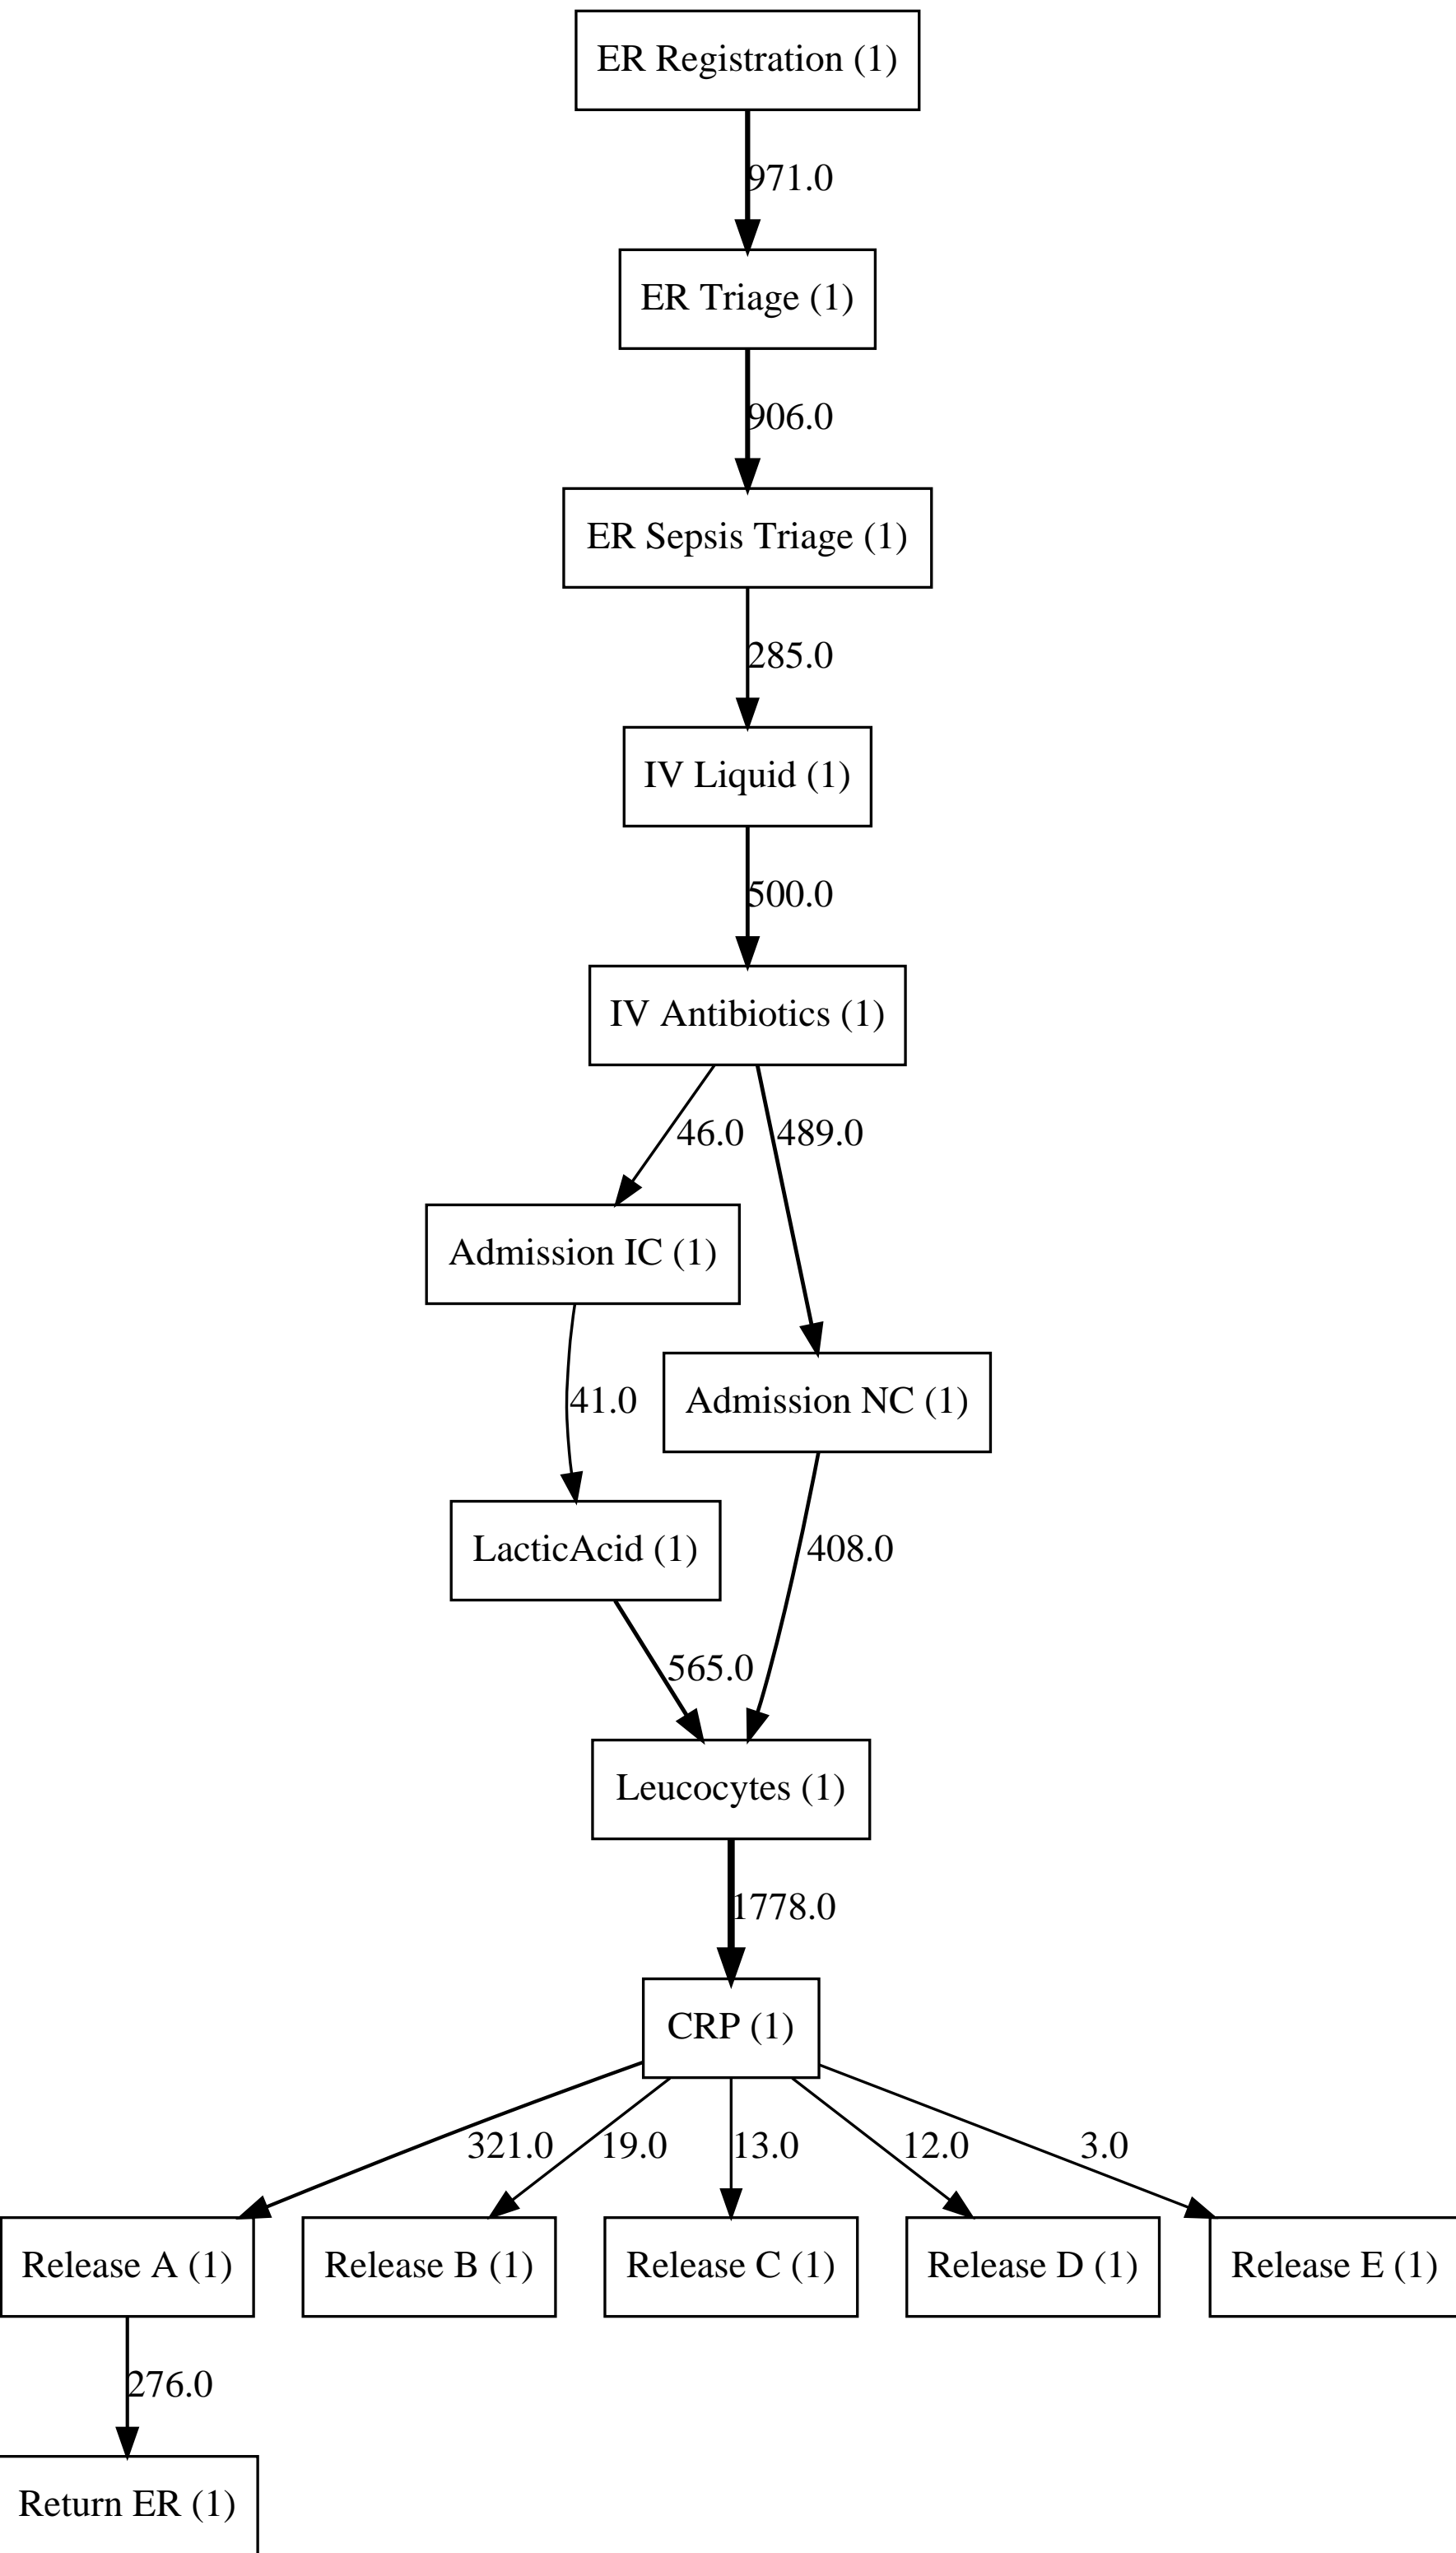 ER Registration (1)
971.0
ER Triage (1)
906.0
ER Sepsis Triage (1)
285.0
IV Liquid (1)
500.0
IV Antibiotics (1)
46.0
489.0
Admission IC (1)
41.0
Admission NC (1)
LacticAcid (1)
408.0
565.0
Leucocytes (1)
1778.0
CRP (1)
321.0
19.0
13.0
12.0
3.0
Release A (1)
Release B (1)
Release C (1)
Release D (1)
Release E (1)
276.0
Return ER (1)